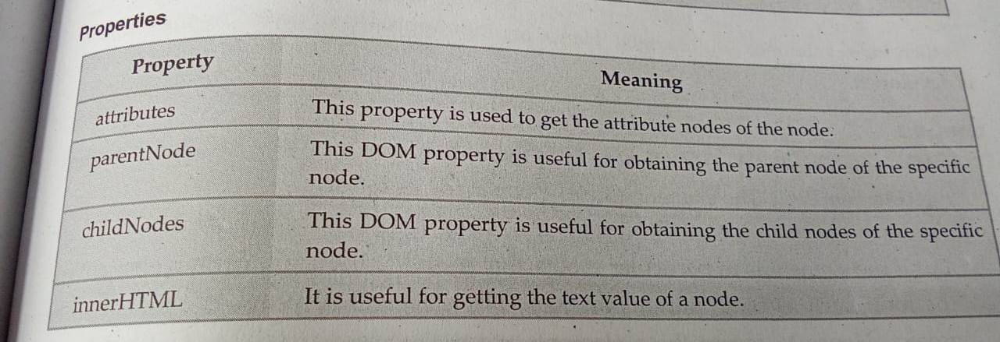 Properties
Property Meaning
attributes This property is used to get the attribute nodes of the node.
parentNode This DOM property is useful for obtaining the parent node of the specific
node.
childNodes This DOM property is useful for obtaining the child nodes of the specific
node.
innerHTML It is useful for getting the text value of a node.